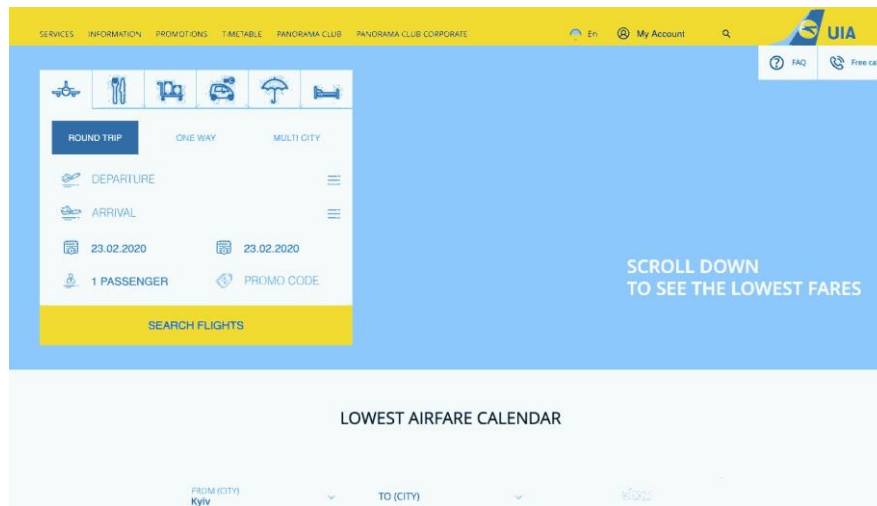 SERVICES INFORMATION PROMOTIONS TIMETABLE PANORAMA CLUB PANORAMA CLUB CORPORATE En My Account UIA
FAQ Free ca
ROUND TRIP ONE WAY MULTI CITY
DEPARTURE
ARRIVAL
23.02.2020 23.02.2020
1 PASSENGER PROMO CODE
SEARCH FLIGHTS
SCROLL DOWN
TO SEE THE LOWEST FARES
LOWEST AIRFARE CALENDAR
FROM (CITY)
Kyiv TO (CITY)